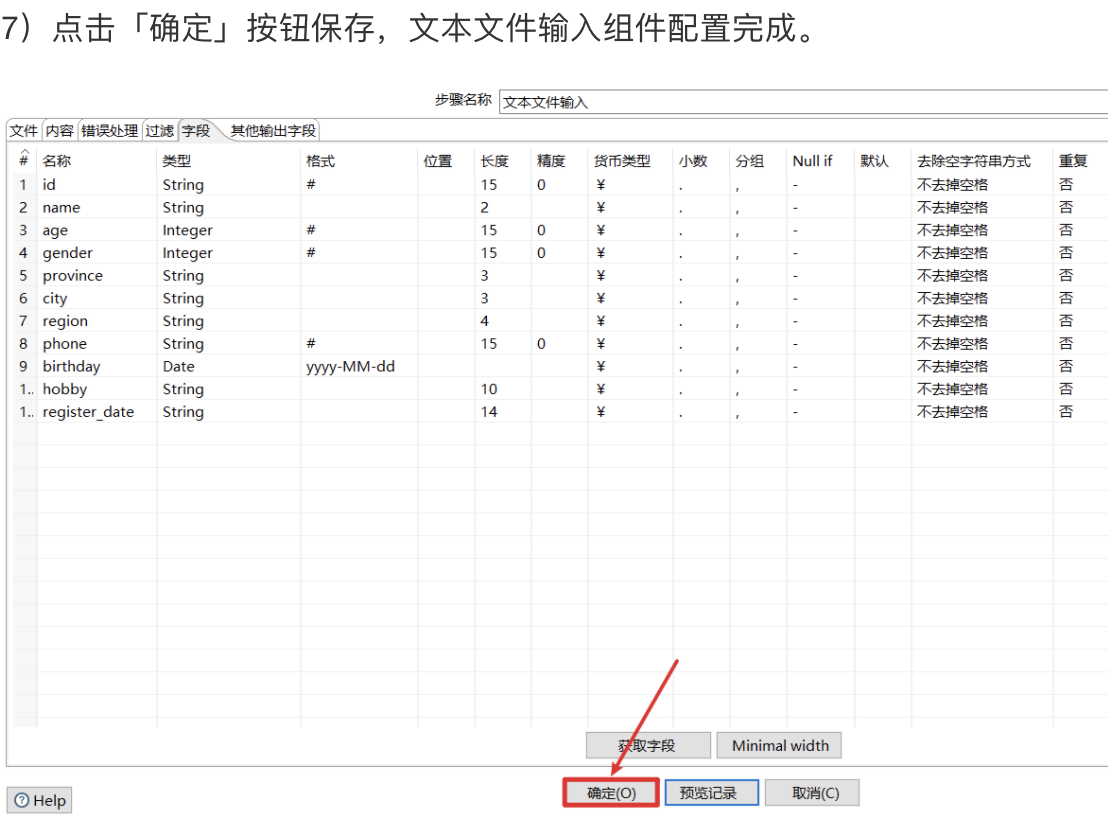 7）点击「确定」按钮保存，文本文件输入组件配置完成。
步骤名称 文本文件输入
文件 内容 错误处理 过滤 字段 其他输出字段
# 名称 类型 格式 位置 长度 精度 货币类型 小数 分组 Null if 默认 去除空字符串方式 重复
1 id String # 15 0 ¥ . , - 不去掉空格 否
2 name String 2 ¥ . , - 不去掉空格 否
3 age Integer # 15 0 ¥ . , - 不去掉空格 否
4 gender Integer # 15 0 ¥ . , - 不去掉空格 否
5 province String 3 ¥ . , - 不去掉空格 否
6 city String 3 ¥ . , - 不去掉空格 否
7 region String 4 ¥ . , - 不去掉空格 否
8 phone String # 15 0 ¥ . , - 不去掉空格 否
9 birthday Date yyyy-MM-dd ¥ . , - 不去掉空格 否
1.. hobby String 10 ¥ . , - 不去掉空格 否
1.. register_date String 14 ¥ . , - 不去掉空格 否
获取字段 Minimal width
Help 确定(O) 预览记录 取消(C)